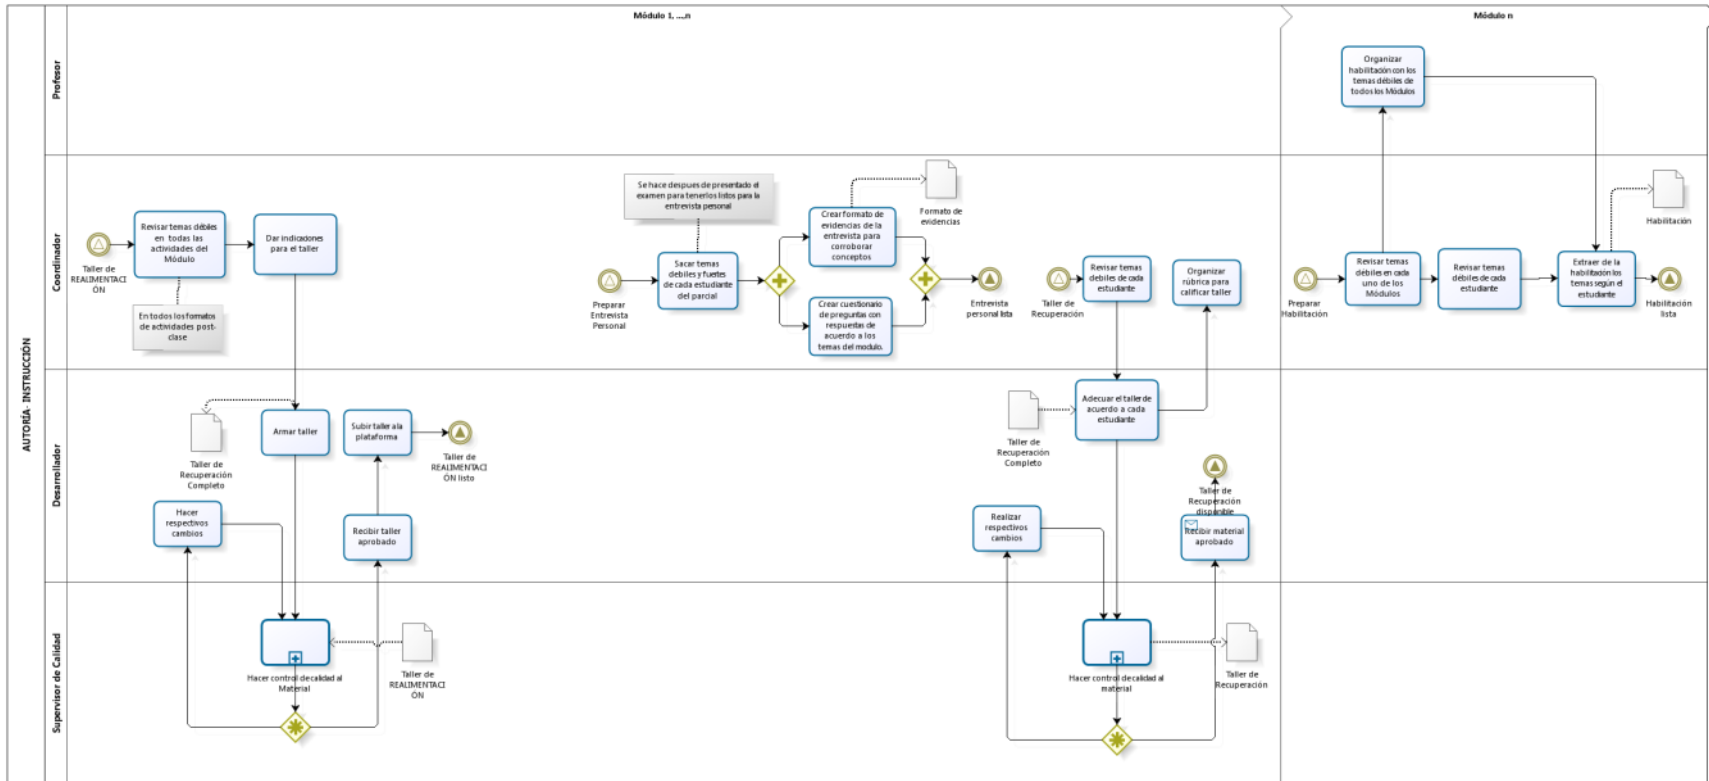 Módulo 1, ...,n
Módulo n
AUTORÍA- INSTRUCCIÓN
Profesor
Organizar
habilitación con los
temas débiles de
todos los Módulos
Coordinador
Taller de
REALIMENTACI
ÓN
Revisar temas débiles
en todas las
actividades del
Módulo
Dar indicaciones
para el taller
En todos los formatos
de actividades post-
clase
Se hace despues de presentado el
examen para tenerlos listos para la
entrevista personal
Preparar
Entrevista
Personal
Sacar temas
debiles y fuertes
de cada estudiante
del parcial
Crear formato de
evidencias de la
entrevista para
corroborar
conceptos
Formato de
evidencias
Crear cuestionario
de preguntas con
respuestas de
acuerdo a los
temas del modulo.
Entrevista
personal lista
Taller de
Recuperación
Revisar temas
debiles de cada
estudiante
Organizar
rúbrica para
calificar taller
Preparar
Habilitación
Revisar temas
débiles en cada
uno de los
Módulos
Revisar temas
débiles de cada
estudiante
Extraer de la
habilitación los
temas según el
estudiante
Habilitación
Habilitación
lista
Desarrollador
Taller de
Recuperación
Completo
Armar taller
Subir taller a la
plataforma
Taller de
REALIMENTACI
ÓN listo
Hacer
respectivos
cambios
Recibir taller
aprobado
Taller de
Recuperación
Completo
Adecuar el taller de
acuerdo a cada
estudiante
Realizar
respectivos
cambios
Taller de
Recuperación
disponible
Recibir material
aprobado
Supervisor de Calidad
Hacer control de calidad al
Material
Taller de
REALIMENTACI
ÓN
Hacer control de calidad al
material
Taller de
Recuperación